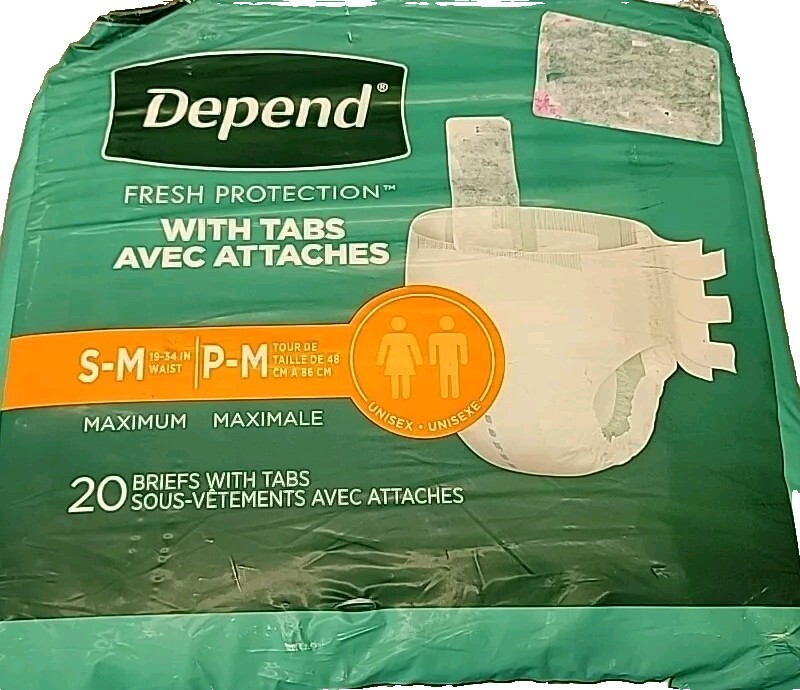 Depend®
FRESH PROTECTION™
WITH TABS
AVEC ATTACHES
S-M 19-34 IN WAIST | P-M TOUR DE TAILLE DE 48 CM À 86 CM
UNISEX • UNISEXE
MAXIMUM MAXIMALE
20 BRIEFS WITH TABS
SOUS-VÊTEMENTS AVEC ATTACHES